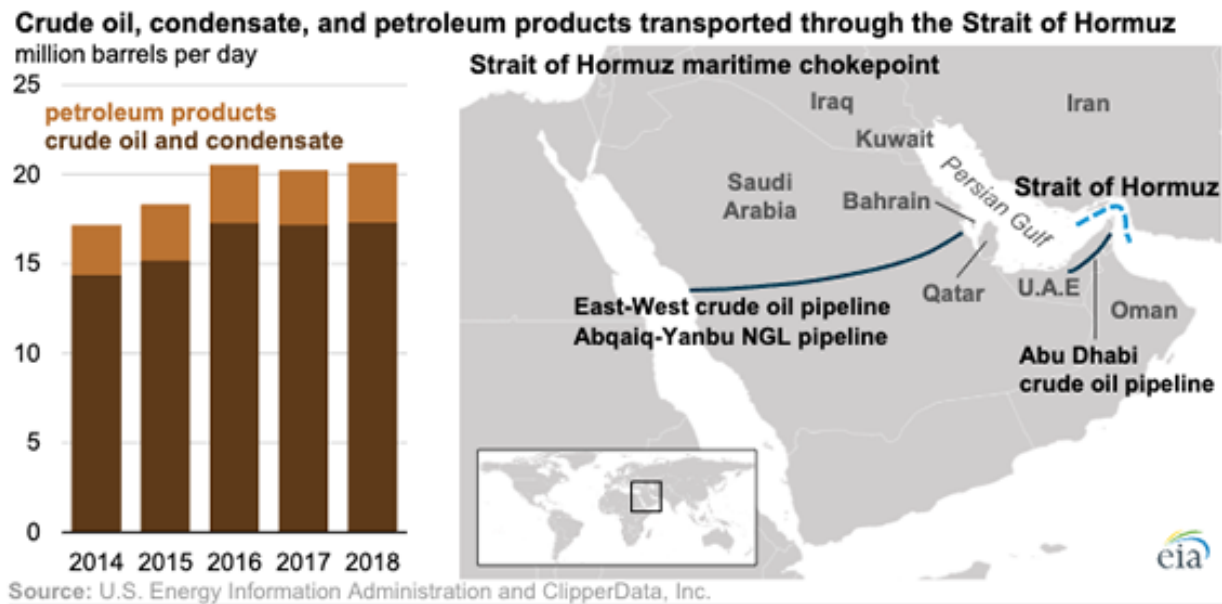 Crude oil, condensate, and petroleum products transported through the Strait of Hormuz
million barrels per day
25
petroleum products
crude oil and condensate
20
15
10
5
0
2014 2015 2016 2017 2018
Strait of Hormuz maritime chokepoint
Iraq
Iran
Kuwait
Persian Gulf
Strait of Hormuz
Saudi
Arabia
Bahrain
Qatar
U.A.E
Oman
East-West crude oil pipeline
Abqaiq-Yanbu NGL pipeline
Abu Dhabi
crude oil pipeline
eia
Source: U.S. Energy Information Administration and ClipperData, Inc.